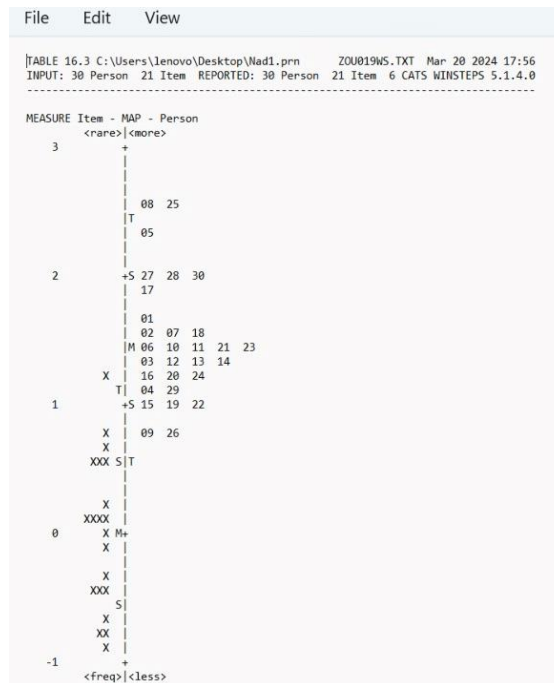 File Edit View
TABLE 16.3 C:\Users\lenovo\Desktop\Nad1.prn ZOU019WS.TXT Mar 20 2024 17:56
INPUT: 30 Person 21 Item REPORTED: 30 Person 21 Item 6 CATS WINSTEPS 5.1.4.0
--------------------------------------------------------------------------------
MEASURE Item - MAP - Person
<rare>|<more>
3 +
|
|
|
|
| 08 25
|T
| 05
|
|
2 +S 27 28 30
| 17
|
| 01
| 02 07 18
|M 06 10 11 21 23
| 03 12 13 14
X | 16 20 24
T| 04 29
1 +S 15 19 22
|
X | 09 26
X |
XXX S|T
|
|
X |
XXXX |
0 X M+
X |
|
X |
XXX |
S|
X |
XX |
X |
-1 +
<freq>|<less>